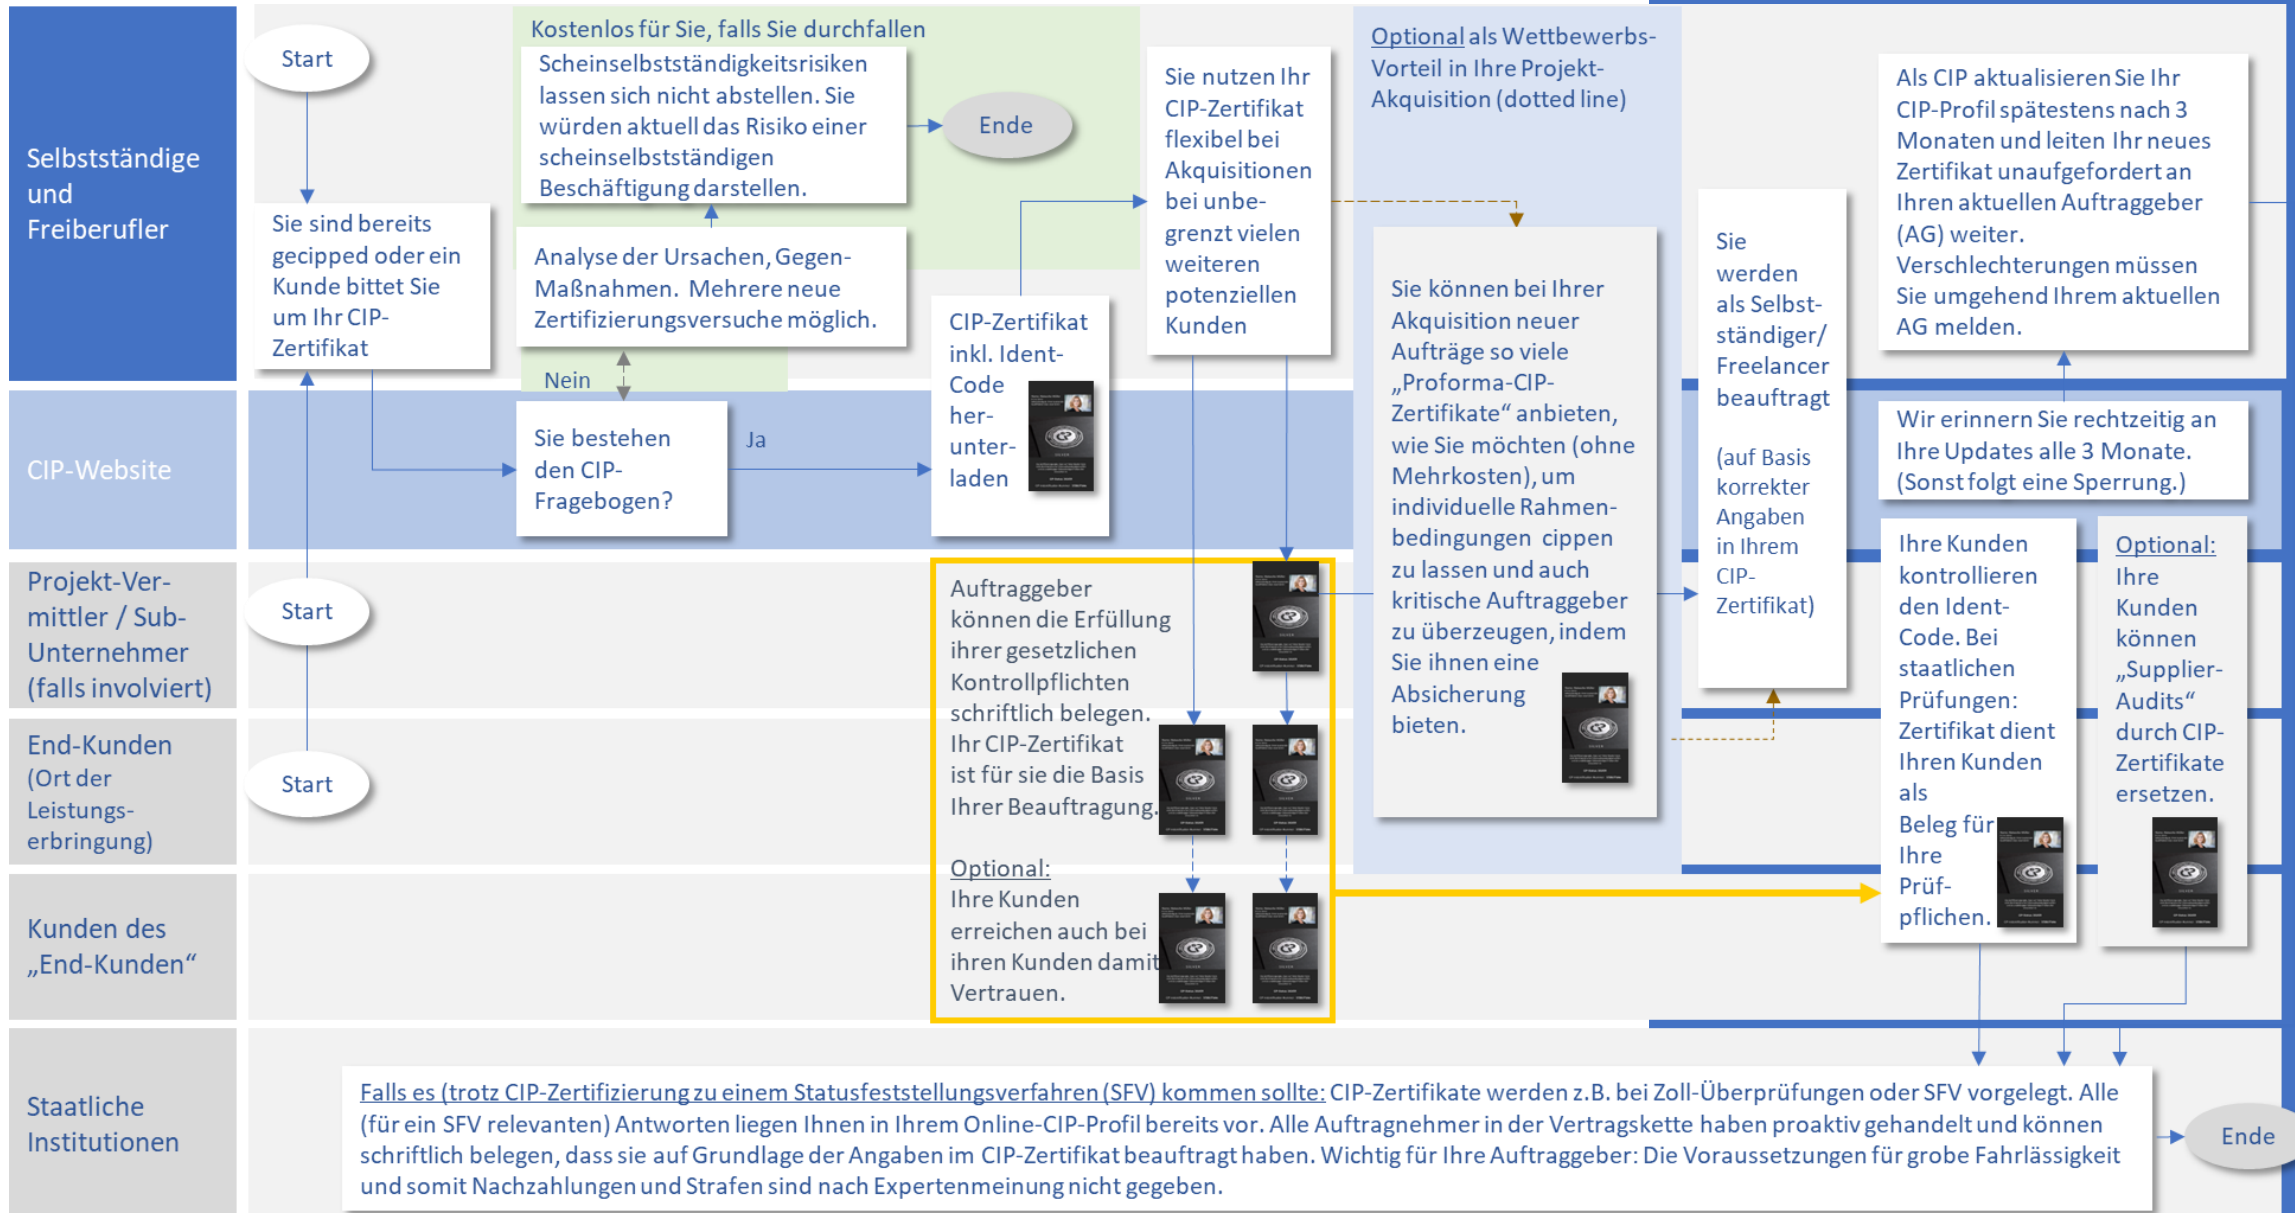 Selbstständige
und
Freiberufler
Start
Sie sind bereits
gecipped oder ein
Kunde bittet Sie
um Ihr CIP-
Zertifikat
Kostenlos für Sie, falls Sie durchfallen
Scheinselbstständigkeitsrisiken
lassen sich nicht abstellen. Sie
würden aktuell das Risiko einer
scheinselbstständigen
Beschäftigung darstellen.
Ende
Analyse der Ursachen, Gegen-
Maßnahmen. Mehrere neue
Zertifizierungsversuche möglich.
Nein
Sie nutzen Ihr
CIP-Zertifikat
flexibel bei
Akquisitionen
bei unbe-
grenzt vielen
weiteren
potenziellen
Kunden
Optional als Wettbewerbs-
Vorteil in Ihre Projekt-
Akquisition (dotted line)
Sie können bei Ihrer
Akquisition neuer
Aufträge so viele
„Proforma-CIP-
Zertifikate“ anbieten,
wie Sie möchten (ohne
Mehrkosten), um
individuelle Rahmen-
bedingungen cippen
zu lassen und auch
kritische Auftraggeber
zu überzeugen, indem
Sie ihnen eine
Absicherung
bieten.
Sie
werden
als Selbst-
ständiger/
Freelancer
beauftragt
(auf Basis
korrekter
Angaben
in Ihrem
CIP-
Zertifikat)
Als CIP aktualisieren Sie Ihr
CIP-Profil spätestens nach 3
Monaten und leiten Ihr neues
Zertifikat unaufgefordert an
Ihren aktuellen Auftraggeber
(AG) weiter.
Verschlechterungen müssen
Sie umgehend Ihrem aktuellen
AG melden.
CIP-Website
Sie bestehen
den CIP-
Fragebogen?
Ja
CIP-Zertifikat
inkl. Ident-
Code
her-
unter-
laden
Wir erinnern Sie rechtzeitig an
Ihre Updates alle 3 Monate.
(Sonst folgt eine Sperrung.)
Projekt-Ver-
mittler / Sub-
Unternehmer
(falls involviert)
Start
Auftraggeber
können die Erfüllung
ihrer gesetzlichen
Kontrollpflichten
schriftlich belegen.
Ihr CIP-Zertifikat
ist für sie die Basis
Ihrer Beauftragung.
Optional:
Ihre Kunden
erreichen auch bei
ihren Kunden damit
Vertrauen.
Ihre Kunden
kontrollieren
den Ident-
Code. Bei
staatlichen
Prüfungen:
Zertifikat dient
Ihren Kunden
als
Beleg für
Ihre
Prüf-
pflichen.
Optional:
Ihre
Kunden
können
„Supplier-
Audits“
durch CIP-
Zertifikate
ersetzen.
End-Kunden
(Ort der
Leistungs-
erbringung)
Start
Kunden des
„End-Kunden“
Staatliche
Institutionen
Falls es (trotz CIP-Zertifizierung zu einem Statusfeststellungsverfahren (SFV) kommen sollte: CIP-Zertifikate werden z.B. bei Zoll-Überprüfungen oder SFV vorgelegt. Alle
(für ein SFV relevanten) Antworten liegen Ihnen in Ihrem Online-CIP-Profil bereits vor. Alle Auftragnehmer in der Vertragskette haben proaktiv gehandelt und können
schriftlich belegen, dass sie auf Grundlage der Angaben im CIP-Zertifikat beauftragt haben. Wichtig für Ihre Auftraggeber: Die Voraussetzungen für grobe Fahrlässigkeit
und somit Nachzahlungen und Strafen sind nach Expertenmeinung nicht gegeben.
Ende